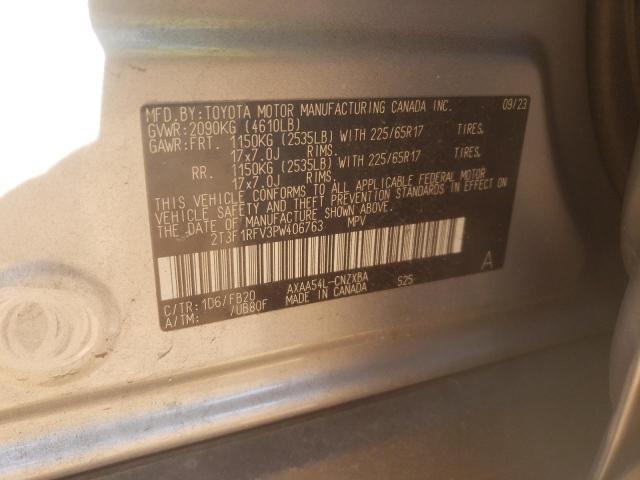 MFD.BY:TOYOTA MOTOR MANUFACTURING CANADA INC. 09/23
GVWR:2090KG (4610LB)
GAWR:FRT. 1150KG (2535LB) WITH 225/65R17 TIRES.
17x7.0J RIMS.
RR. 1150KG (2535LB) WITH 225/65R17 TIRES.
17x7.0J RIMS.
THIS VEHICLE CONFORMS TO ALL APPLICABLE FEDERAL MOTOR
VEHICLE SAFETY AND THEFT PREVENTION STANDARDS IN EFFECT ON
THE DATE OF MANUFACTURE SHOWN ABOVE.
2T3F1RFV3PW406763 MPV
C/TR:1D6/FB20 AXAA54L-CNZXBA 525 A
A/TM: /UB80F MADE IN CANADA